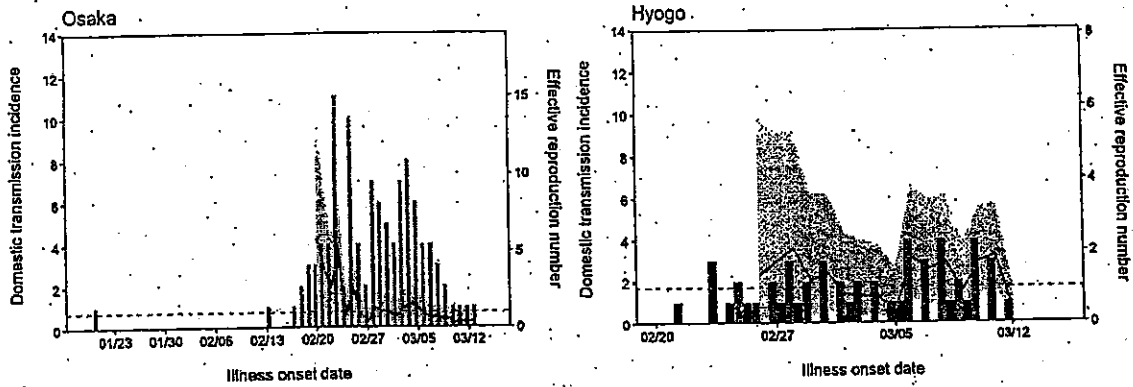 Osaka
14
12
10
8
6
4
2
0
Domestic transmission incidence
15
10
5
0
Effective reproduction number
01/23 01/30 02/06 02/13 02/20 02/27 03/05 03/12
Illness onset date
Hyogo
14
12
10
8
6
4
2
0
Domestic transmission incidence
8
6
4
2
0
Effective reproduction number
02/20 02/27 03/05 03/12
Illness onset date